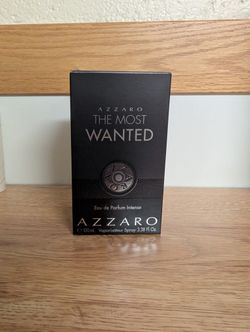 AZZARO
THE MOST
WANTED
Eau de Parfum Intense
AZZARO
e 100mL Vaporisateur Spray 3.38 Fl.Oz.